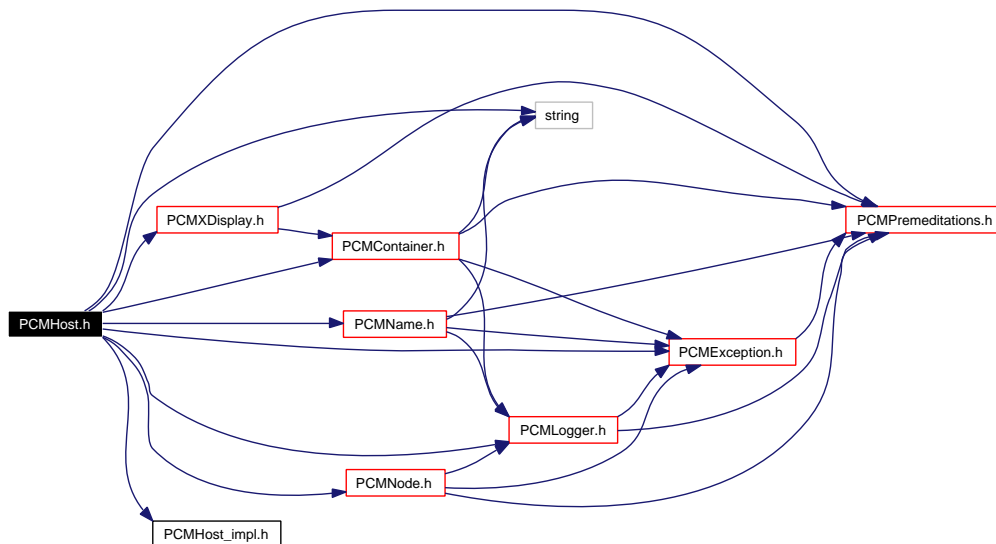 string
PCMXDisplay.h
PCMPremeditations.h
PCMContainer.h
PCMHost.h
PCMName.h
PCMException.h
PCMLogger.h
PCMNode.h
PCMHost_impl.h